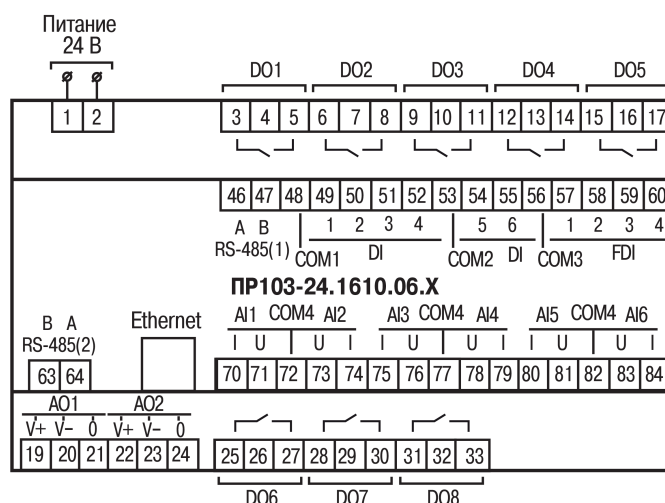 Питание
24 В
DO1 DO2 DO3 DO4 DO5
1 2 3 4 5 6 7 8 9 10 11 12 13 14 15 16 17
46 47 48 49 50 51 52 53 54 55 56 57 58 59 60
A B 1 2 3 4 5 6 1 2 3 4
RS-485(1) COM1 DI COM2 DI COM3 FDI
ПР103-24.1610.06.X
B A Ethernet AI1 COM4 AI2 AI3 COM4 AI4 AI5 COM4 AI6
RS-485(2) I U U I I U U I I U U I
63 64 70 71 72 73 74 75 76 77 78 79 80 81 82 83 84
AO1 AO2
V+ V- 0 V+ V- 0
19 20 21 22 23 24 25 26 27 28 29 30 31 32 33
DO6 DO7 DO8